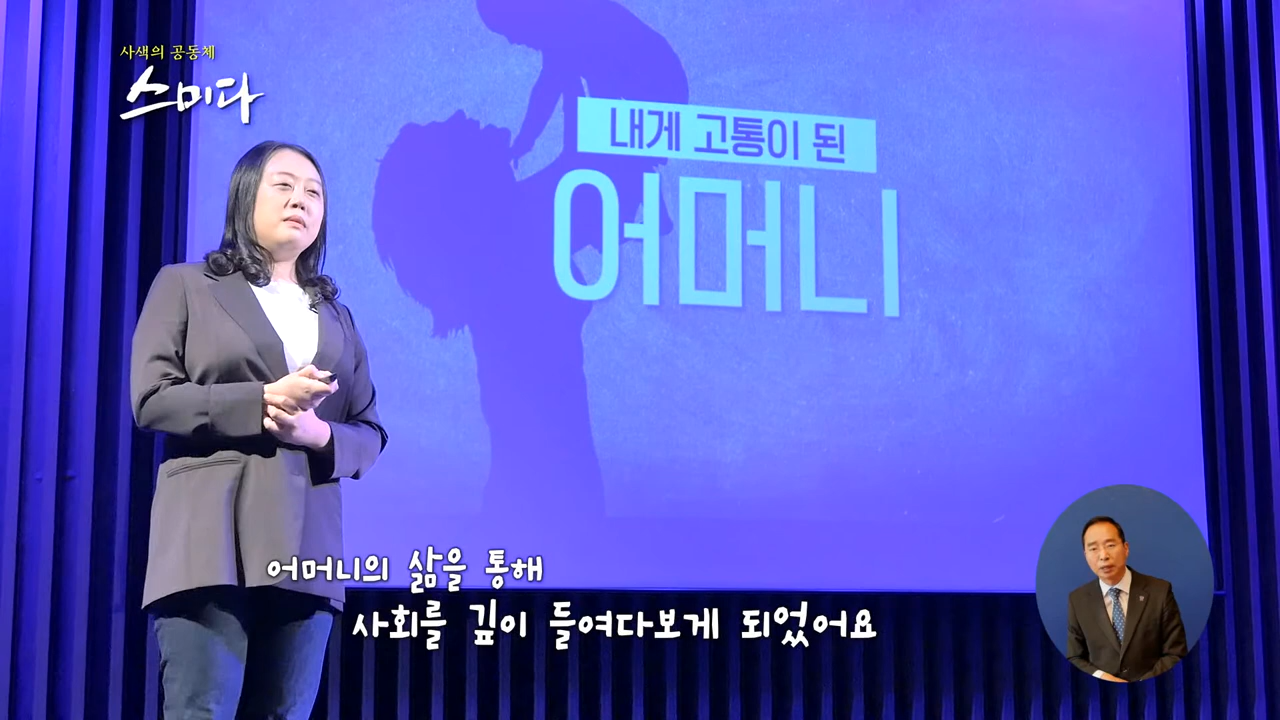 사색의 공동체
스미다
내게 고통이 된
어머니
어머니의 삶을 통해
사회를 깊이 들여다보게 되었어요